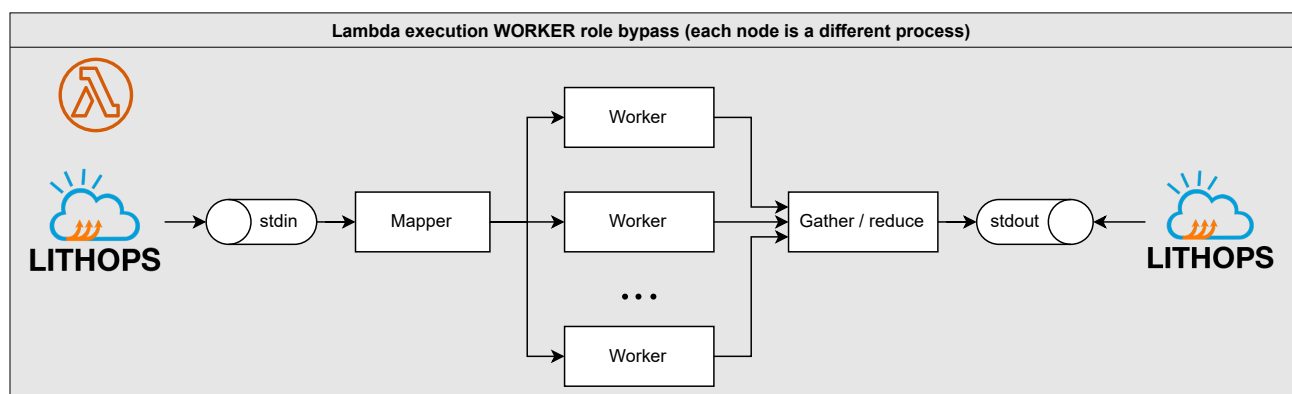 Lambda execution WORKER role bypass (each node is a different process)
Worker
LITHOPS
stdin
Mapper
Worker
Gather / reduce
stdout
LITHOPS
...
Worker